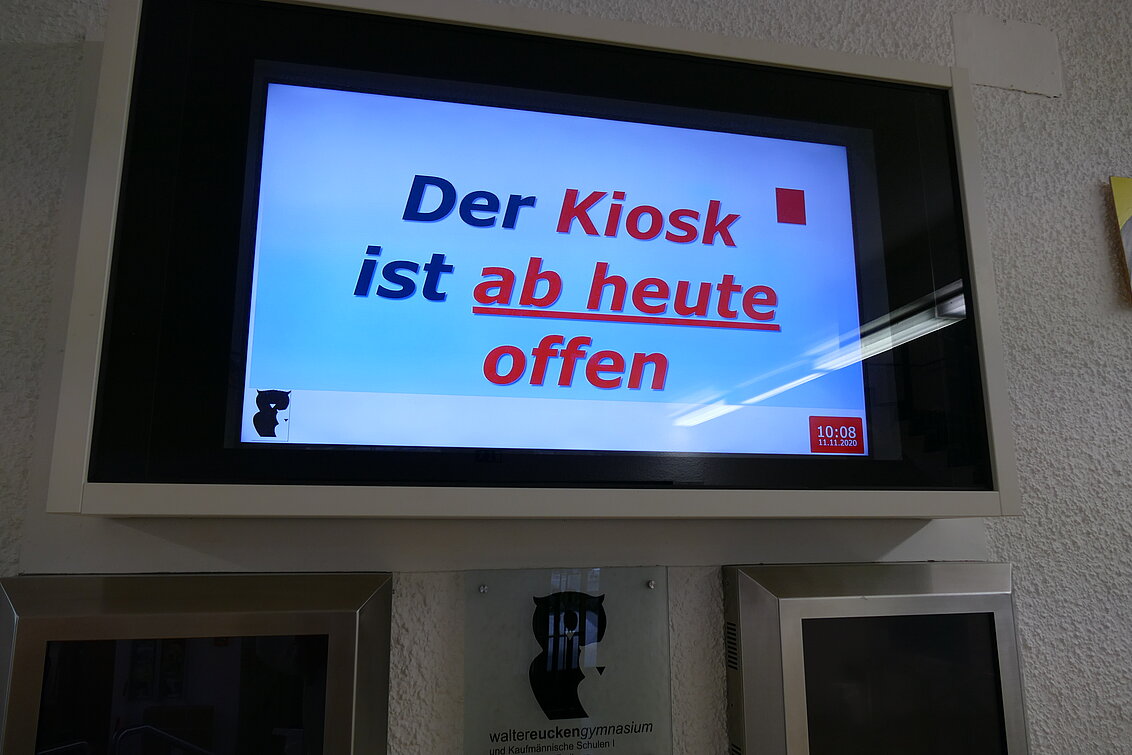 Der Kiosk
ist ab heute
offen
10:08
11.11.2020
waltereuckengymnasium
und Kaufmännische Schulen I